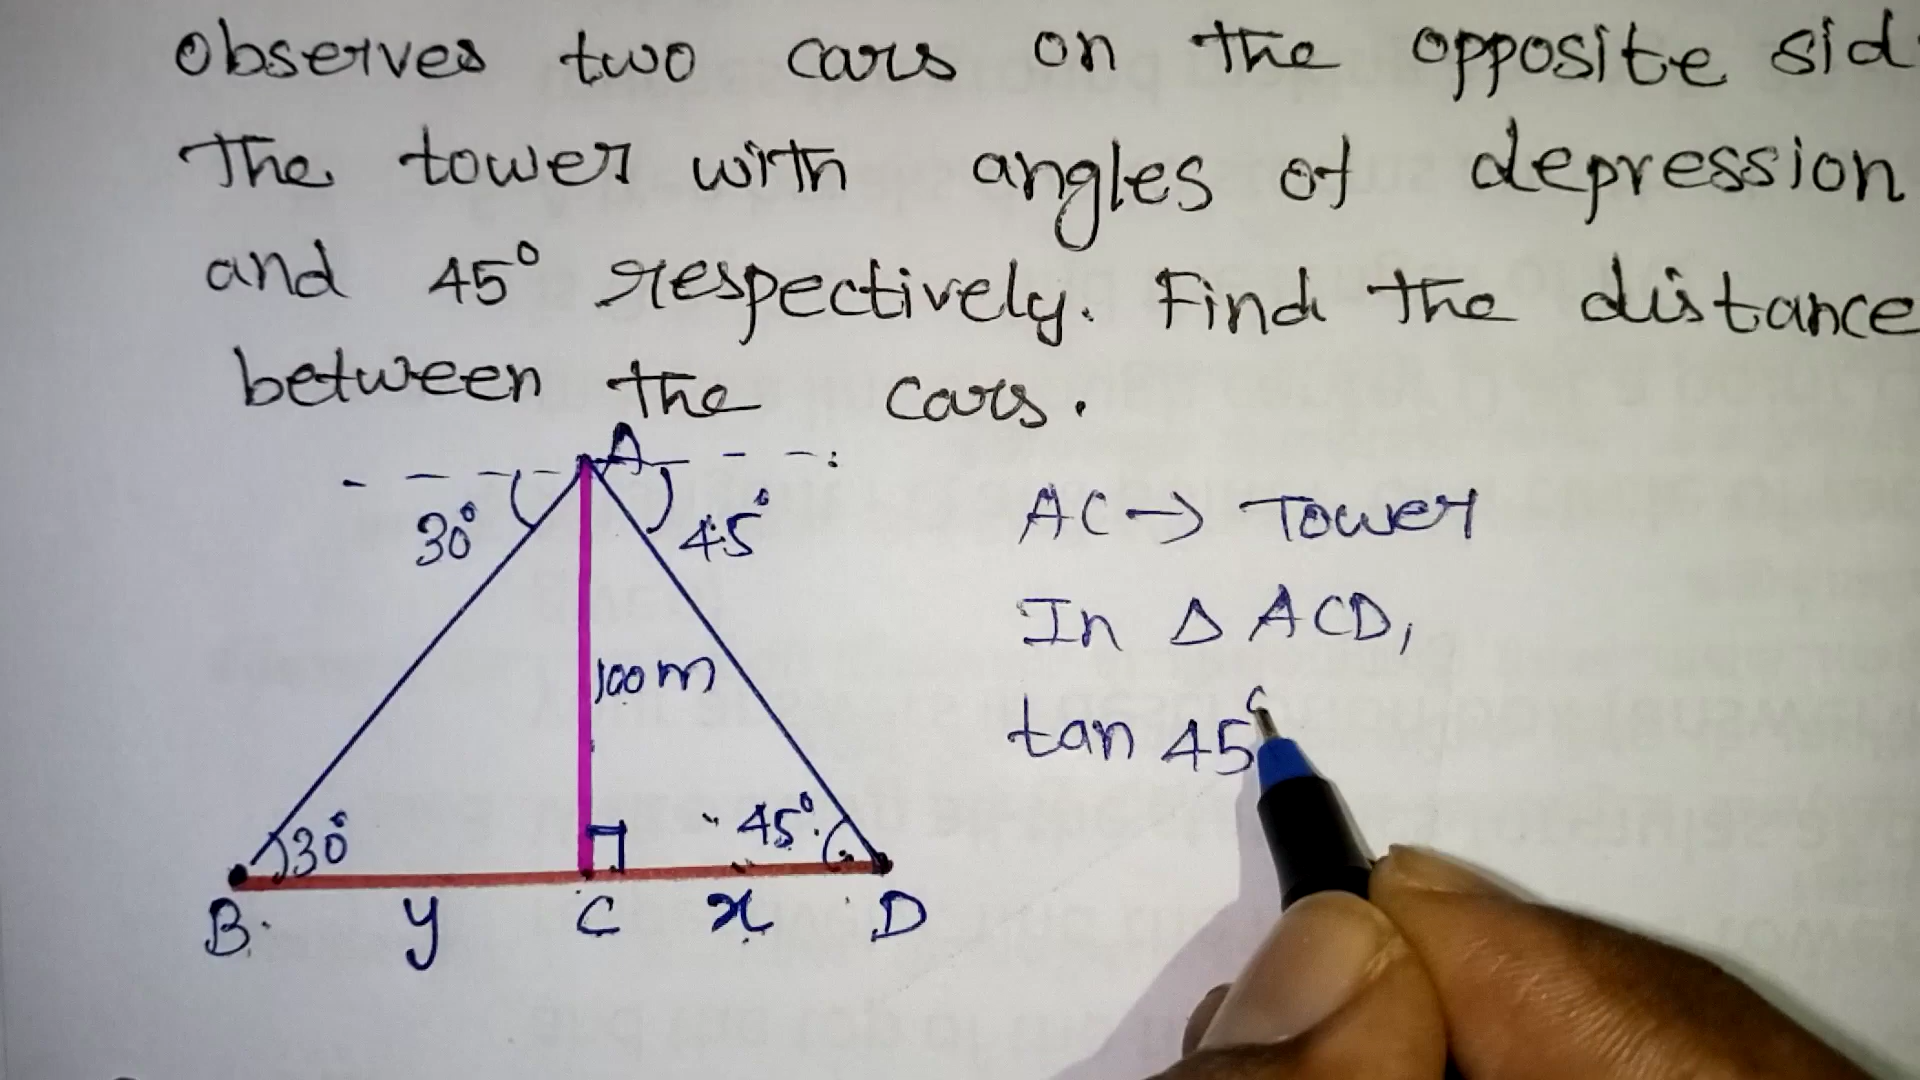 observes two cars on the opposite sid
The tower with angles of depression
and 45° respectively. Find the distance
between the cars.
A
30° 45°
AC → Tower
In Δ ACD,
100 m
tan 45
30° 45°
B y C x D